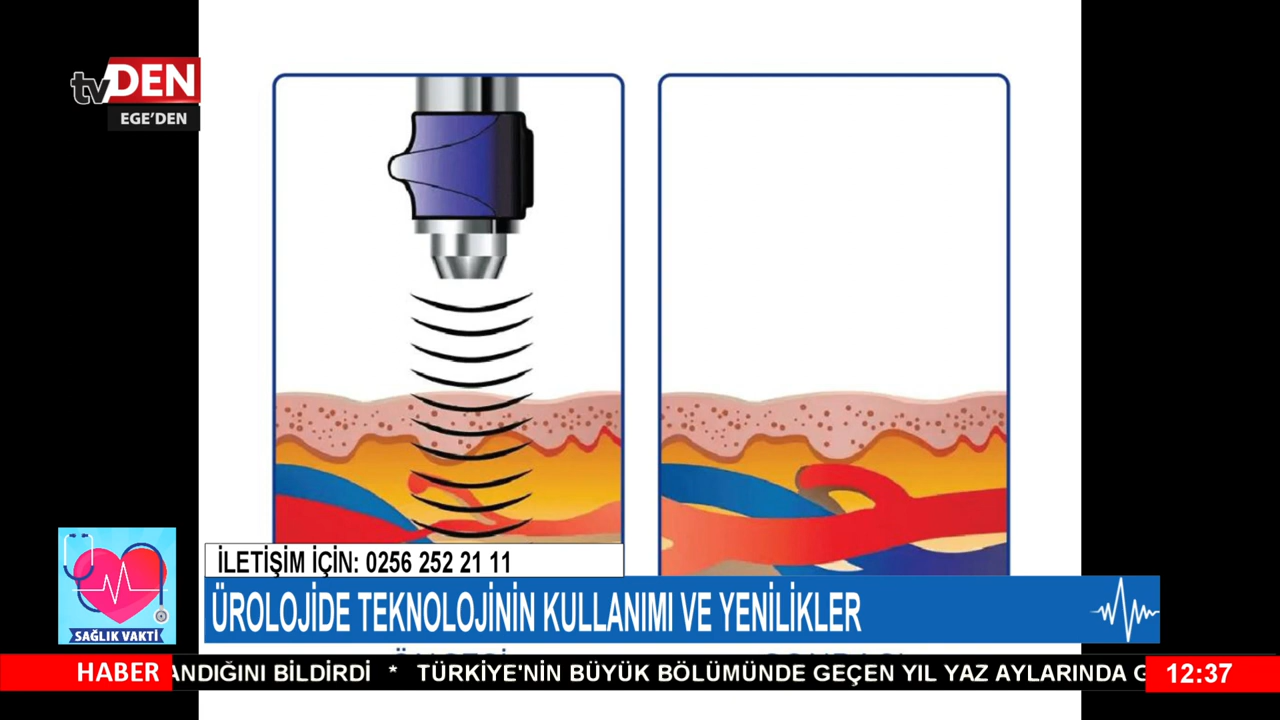 tvDEN
EGE'DEN
İLETİŞİM İÇİN: 0256 252 21 11
ÜROLOJİDE TEKNOLOJİNİN KULLANIMI VE YENİLİKLER
SAĞLIK VAKTİ
HABER
ANDIĞINI BİLDİRDİ * TÜRKİYE'NİN BÜYÜK BÖLÜMÜNDE GEÇEN YIL YAZ AYLARINDA G
12:37